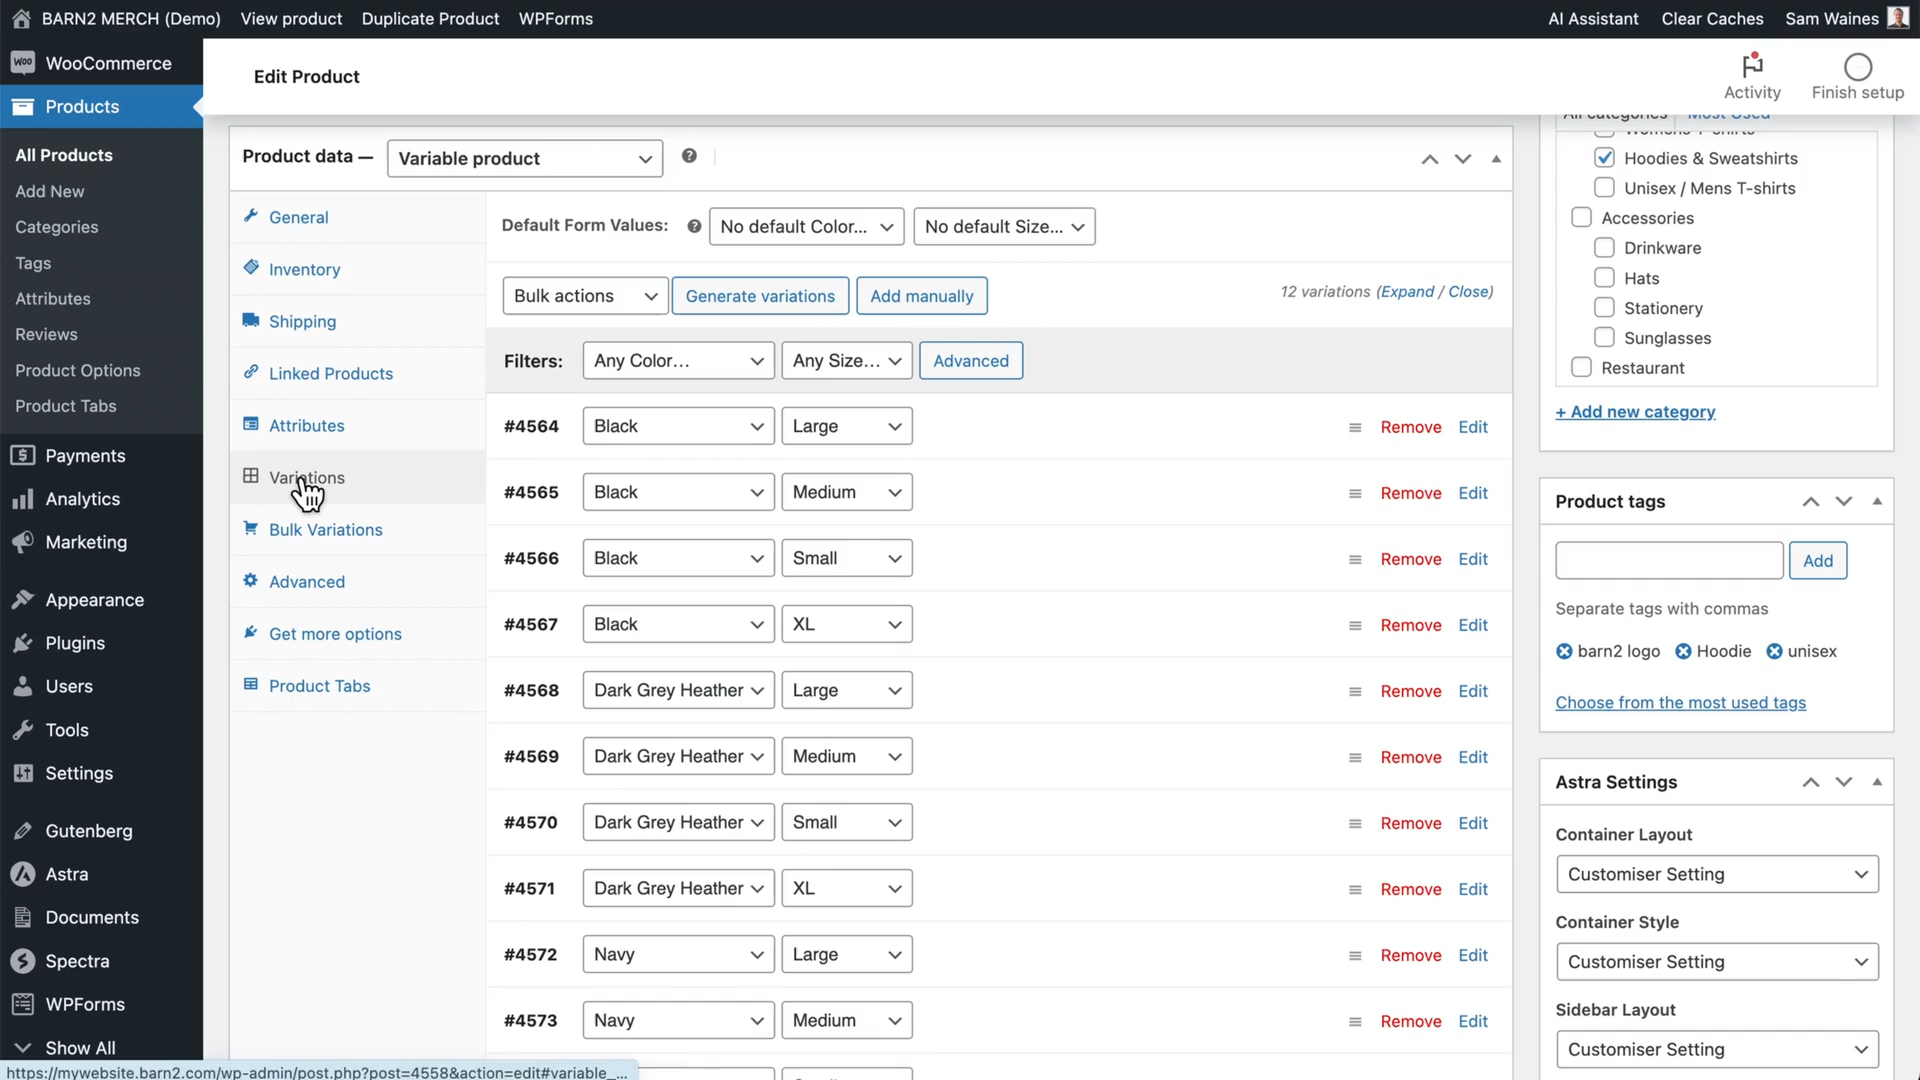 BARN2 MERCH (Demo) View product Duplicate Product WPForms AI Assistant Clear Caches Sam Waines
WooCommerce
Products
All Products
Add New
Categories
Tags
Attributes
Reviews
Product Options
Product Tabs
Payments
Analytics
Marketing
Appearance
Plugins
Users
Tools
Settings
Gutenberg
Astra
Documents
Spectra
WPForms
Show All
Edit Product
Activity
Finish setup
Product data — Variable product
General
Inventory
Shipping
Linked Products
Attributes
Variations
Bulk Variations
Advanced
Get more options
Product Tabs
Default Form Values: No default Color... No default Size...
Bulk actions Generate variations Add manually 12 variations (Expand / Close)
Filters: Any Color... Any Size... Advanced
#4564 Black Large Remove Edit
#4565 Black Medium Remove Edit
#4566 Black Small Remove Edit
#4567 Black XL Remove Edit
#4568 Dark Grey Heather Large Remove Edit
#4569 Dark Grey Heather Medium Remove Edit
#4570 Dark Grey Heather Small Remove Edit
#4571 Dark Grey Heather XL Remove Edit
#4572 Navy Large Remove Edit
#4573 Navy Medium Remove Edit
All categories Most Used
Womens T-shirts
Hoodies & Sweatshirts
Unisex / Mens T-shirts
Accessories
Drinkware
Hats
Stationery
Sunglasses
Restaurant
+ Add new category
Product tags
Add
Separate tags with commas
barn2 logo Hoodie unisex
Choose from the most used tags
Astra Settings
Container Layout
Customiser Setting
Container Style
Customiser Setting
Sidebar Layout
Customiser Setting
https://mywebsite.barn2.com/wp-admin/post.php?post=4558&action=edit#variable_...